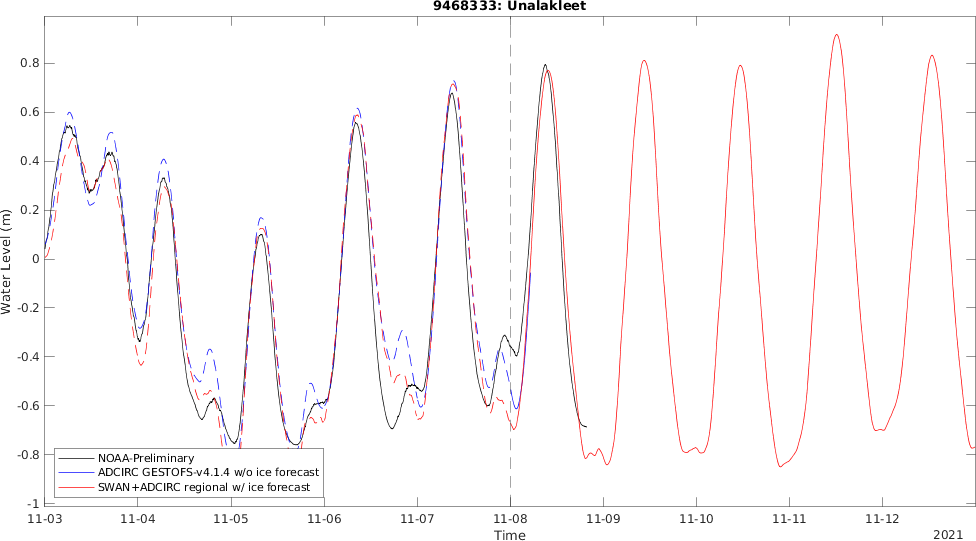 9468333: Unalakleet
Water Level (m)
0.8
0.6
0.4
0.2
0
-0.2
-0.4
-0.6
-0.8
-1
NOAA-Preliminary
ADCIRC GESTOFS-v4.1.4 w/o ice forecast
SWAN+ADCIRC regional w/ ice forecast
11-03 11-04 11-05 11-06 11-07 11-08 11-09 11-10 11-11 11-12
Time
2021